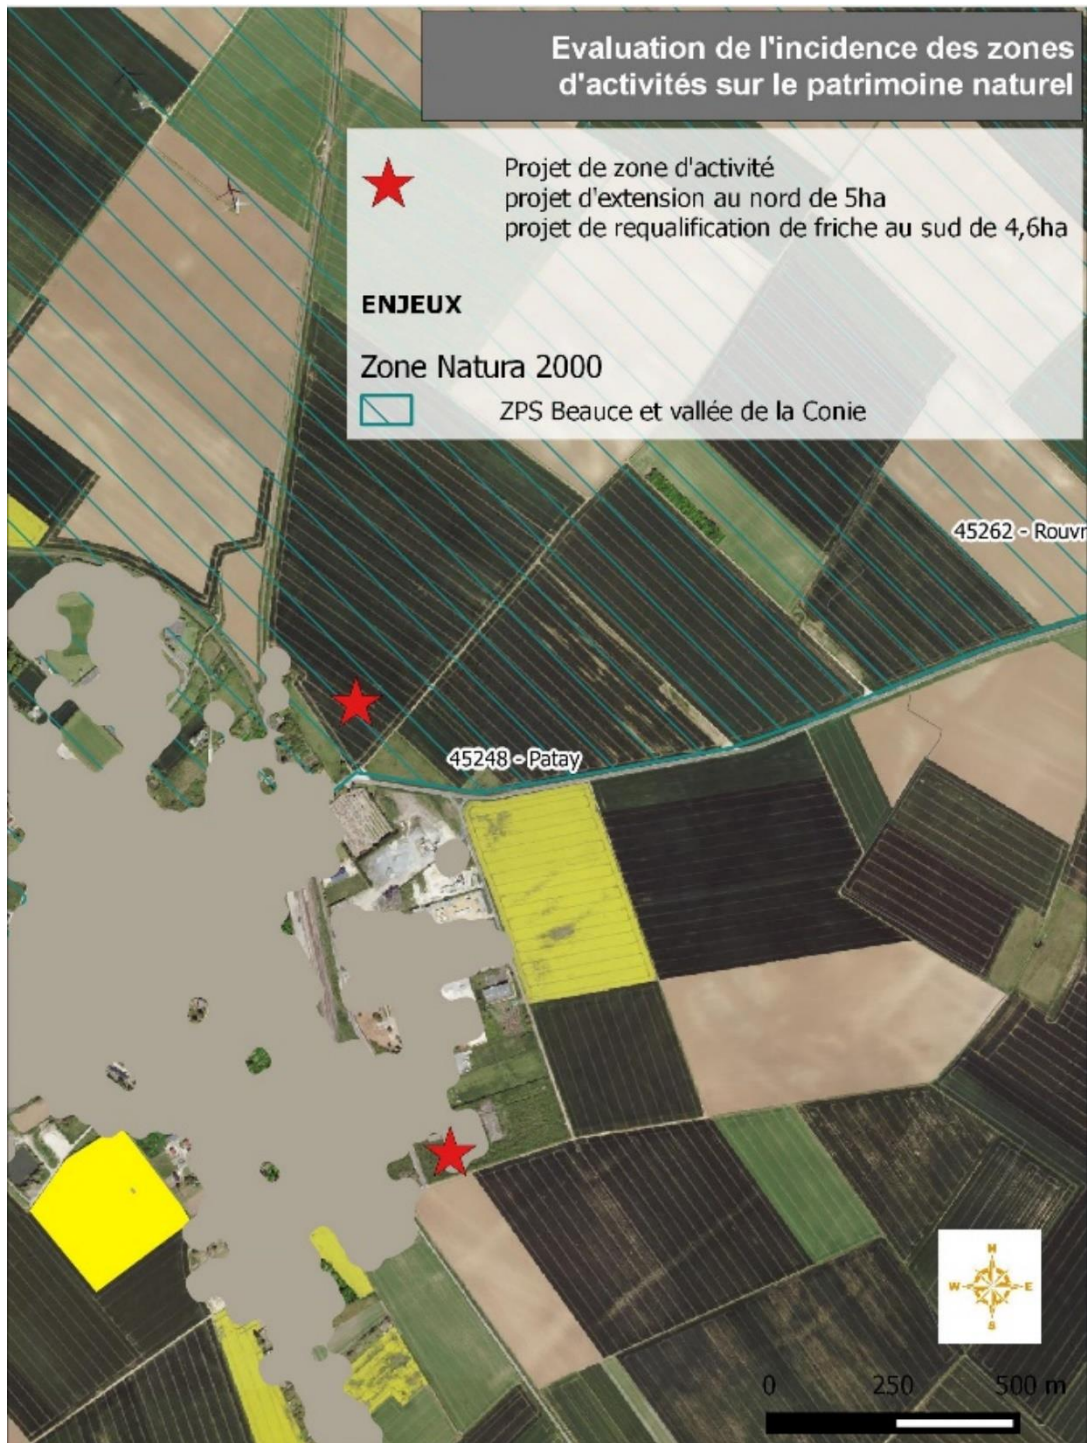 Evaluation de l'incidence des zones
d'activités sur le patrimoine naturel
Projet de zone d'activité
projet d'extension au nord de 5ha
projet de requalification de friche au sud de 4,6ha
ENJEUX
Zone Natura 2000
ZPS Beauce et vallée de la Conie
45262 - Rouvr
45248 - Patay
N
W E
S
0 250 500 m